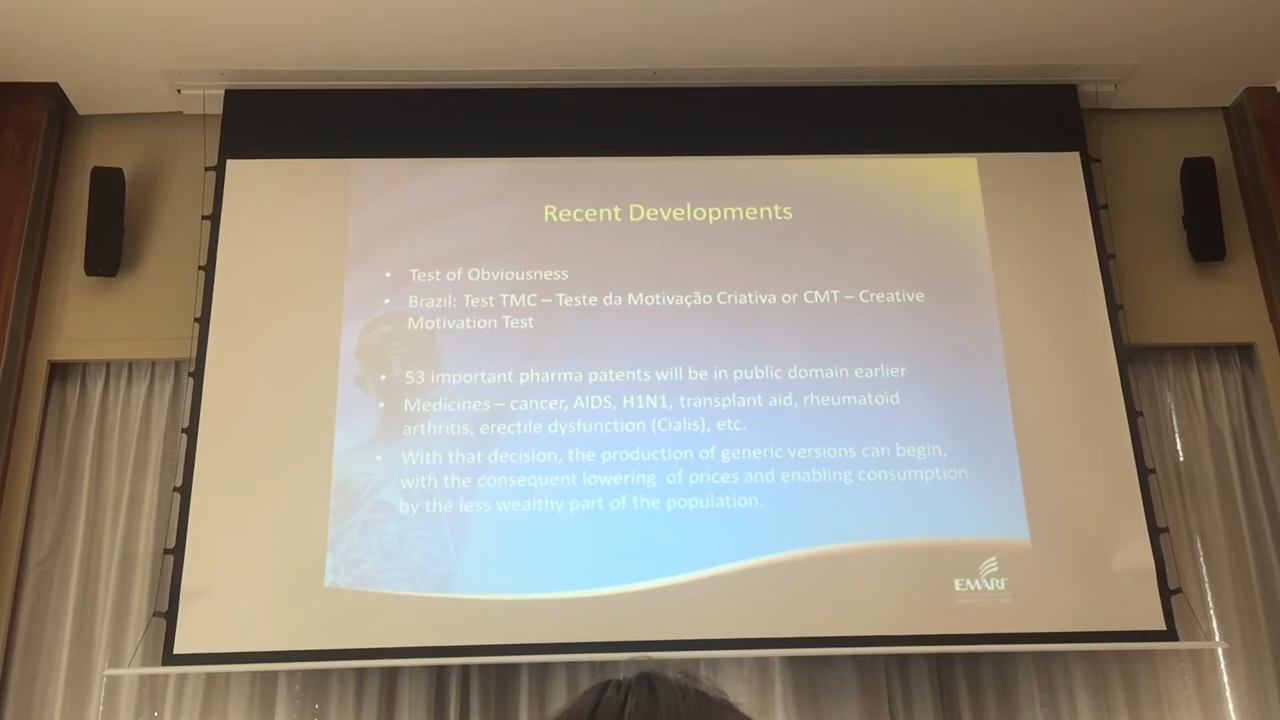 Recent Developments
• Test of Obviousness
• Brazil: Test TMC – Teste da Motivação Criativa or CMT – Creative
Motivation Test
• 53 important pharma patents will be in public domain earlier
• Medicines – cancer, AIDS, H1N1, transplant aid, rheumatoid
arthritis, erectile dysfunction (Cialis), etc.
• With that decision, the production of generic versions can begin,
with the consequent lowering of prices and enabling consumption
by the less wealthy part of the population.
EMARF